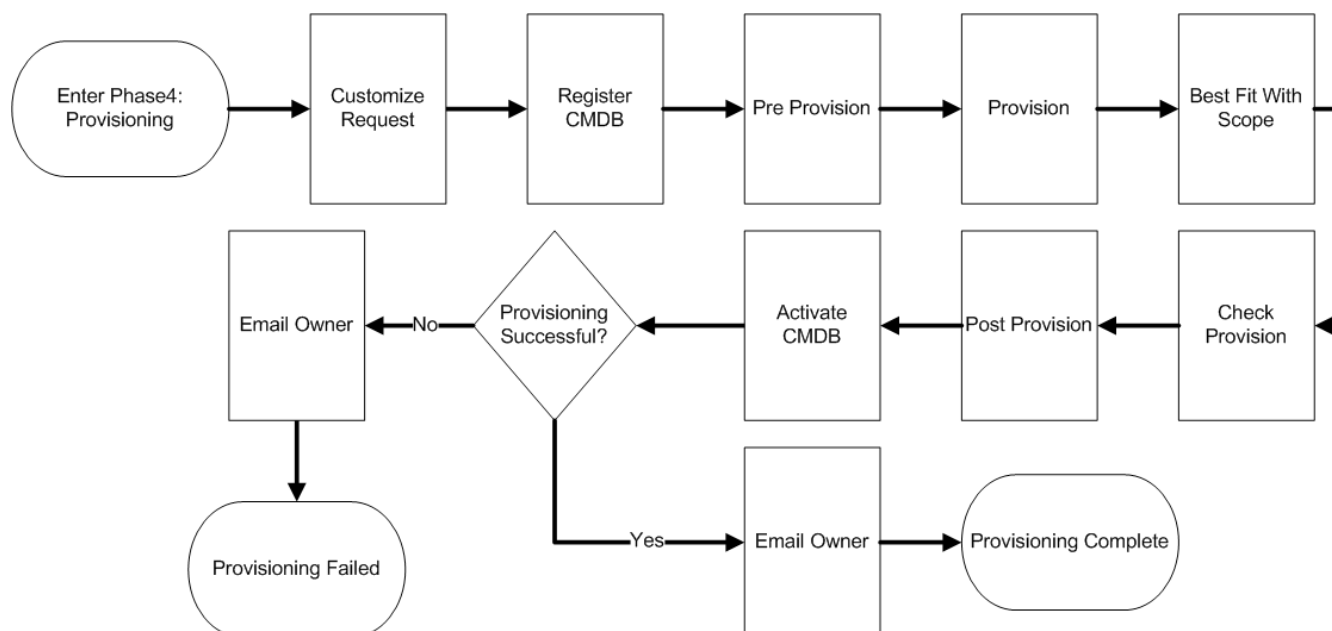 Enter Phase4:
Provisioning
Customize
Request
Register
CMDB
Pre Provision
Provision
Best Fit With
Scope
Check
Provision
Post Provision
Activate
CMDB
Provisioning
Successful?
No
Email Owner
Provisioning Failed
Yes
Email Owner
Provisioning Complete